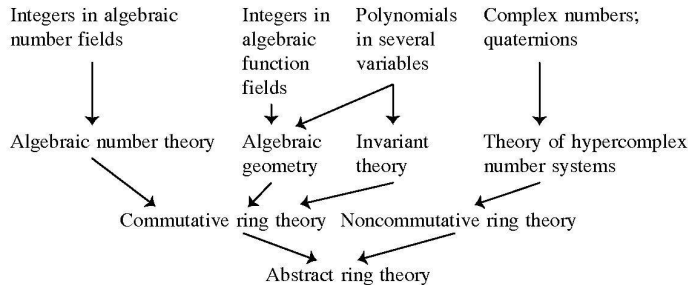 Integers in algebraic
number fields
Integers in
algebraic
function
fields
Polynomials
in several
variables
Complex numbers;
quaternions
Algebraic number theory
Algebraic
geometry
Invariant
theory
Theory of hypercomplex
number systems
Commutative ring theory
Noncommutative ring theory
Abstract ring theory